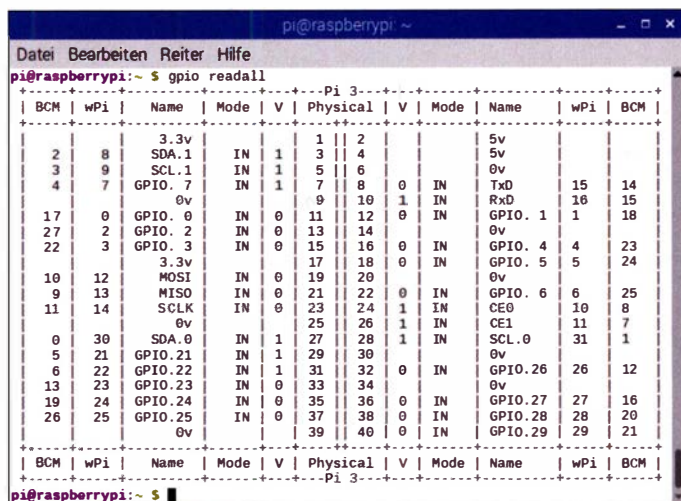 pi@raspberrypi: ~
Datei Bearbeiten Reiter Hilfe
pi@raspberrypi:~ $ gpio readall
+-----+-----+---------+------+---+---Pi 3---+---+------+---------+-----+-----+
| BCM | wPi |   Name  | Mode | V | Physical | V | Mode | Name    | wPi | BCM |
+-----+-----+---------+------+---+----++----+---+------+---------+-----+-----+
|     |     |    3.3v |      |   |  1 || 2  |   |      | 5v      |     |     |
|   2 |   8 |   SDA.1 |   IN | 1 |  3 || 4  |   |      | 5v      |     |     |
|   3 |   9 |   SCL.1 |   IN | 1 |  5 || 6  |   |      | 0v      |     |     |
|   4 |   7 | GPIO. 7 |   IN | 1 |  7 || 8  | 0 | IN   | TxD     | 15  | 14  |
|     |     |      0v |      |   |  9 || 10 | 1 | IN   | RxD     | 16  | 15  |
|  17 |   0 | GPIO. 0 |   IN | 0 | 11 || 12 | 0 | IN   | GPIO. 1 | 1   | 18  |
|  27 |   2 | GPIO. 2 |   IN | 0 | 13 || 14 |   |      | 0v      |     |     |
|  22 |   3 | GPIO. 3 |   IN | 0 | 15 || 16 | 0 | IN   | GPIO. 4 | 4   | 23  |
|     |     |    3.3v |      |   | 17 || 18 | 0 | IN   | GPIO. 5 | 5   | 24  |
|  10 |  12 |    MOSI |   IN | 0 | 19 || 20 |   |      | 0v      |     |     |
|   9 |  13 |    MISO |   IN | 0 | 21 || 22 | 0 | IN   | GPIO. 6 | 6   | 25  |
|  11 |  14 |    SCLK |   IN | 0 | 23 || 24 | 1 | IN   | CE0     | 10  | 8   |
|     |     |      0v |      |   | 25 || 26 | 1 | IN   | CE1     | 11  | 7   |
|   0 |  30 |   SDA.0 |   IN | 1 | 27 || 28 | 1 | IN   | SCL.0   | 31  | 1   |
|   5 |  21 | GPIO.21 |   IN | 1 | 29 || 30 |   |      | 0v      |     |     |
|   6 |  22 | GPIO.22 |   IN | 1 | 31 || 32 | 0 | IN   | GPIO.26 | 26  | 12  |
|  13 |  23 | GPIO.23 |   IN | 0 | 33 || 34 |   |      | 0v      |     |     |
|  19 |  24 | GPIO.24 |   IN | 0 | 35 || 36 | 0 | IN   | GPIO.27 | 27  | 16  |
|  26 |  25 | GPIO.25 |   IN | 0 | 37 || 38 | 0 | IN   | GPIO.28 | 28  | 20  |
|     |     |      0v |      |   | 39 || 40 | 0 | IN   | GPIO.29 | 29  | 21  |
+-----+-----+---------+------+---+----++----+---+------+---------+-----+-----+
| BCM | wPi |   Name  | Mode | V | Physical | V | Mode | Name    | wPi | BCM |
+-----+-----+---------+------+---+---Pi 3---+---+------+---------+-----+-----+
pi@raspberrypi:~ $